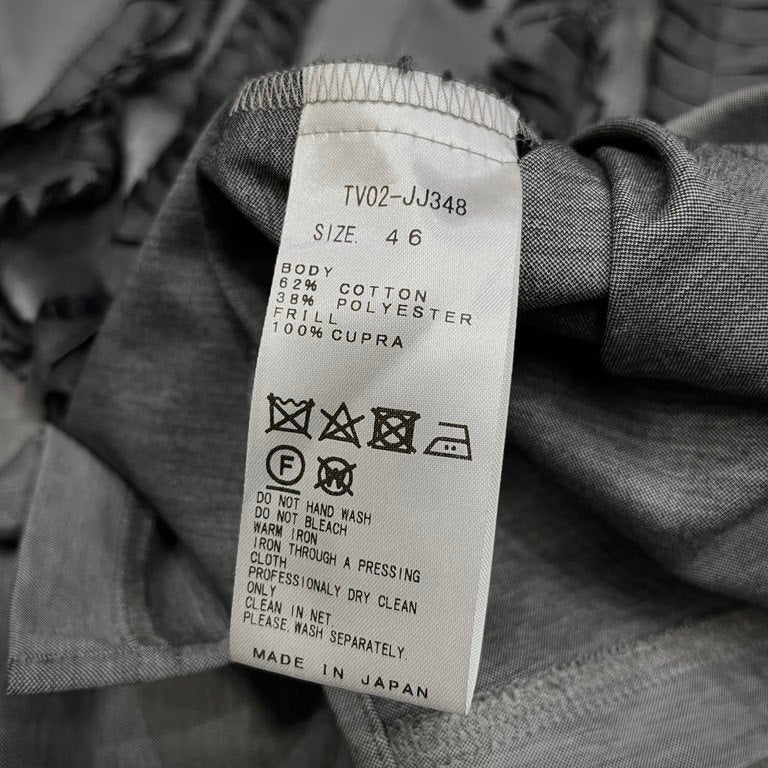 TV02-JJ348
SIZE. 46
BODY
62% COTTON
38% POLYESTER
FRILL
100% CUPRA
F W
DO NOT HAND WASH
DO NOT BLEACH
WARM IRON
IRON THROUGH A PRESSING
CLOTH
PROFESSIONALY DRY CLEAN
ONLY
CLEAN IN NET.
PLEASE.WASH SEPARATELY.
MADE IN JAPAN